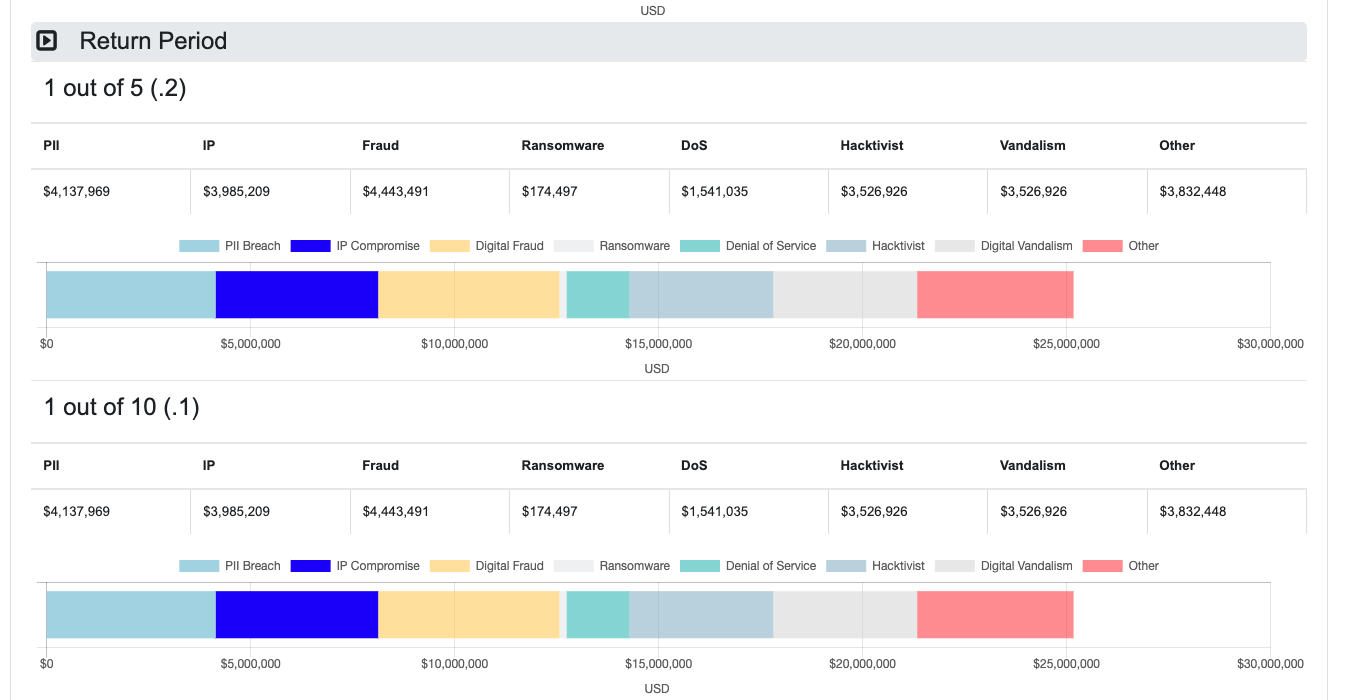 USD
Return Period
1 out of 5 (.2)
PII IP Fraud Ransomware DoS Hacktivist Vandalism Other
$4,137,969 $3,985,209 $4,443,491 $174,497 $1,541,035 $3,526,926 $3,526,926 $3,832,448
PII Breach IP Compromise Digital Fraud Ransomware Denial of Service Hacktivist Digital Vandalism Other
$0 $5,000,000 $10,000,000 $15,000,000 $20,000,000 $25,000,000 $30,000,000
USD
1 out of 10 (.1)
PII IP Fraud Ransomware DoS Hacktivist Vandalism Other
$4,137,969 $3,985,209 $4,443,491 $174,497 $1,541,035 $3,526,926 $3,526,926 $3,832,448
PII Breach IP Compromise Digital Fraud Ransomware Denial of Service Hacktivist Digital Vandalism Other
$0 $5,000,000 $10,000,000 $15,000,000 $20,000,000 $25,000,000 $30,000,000
USD